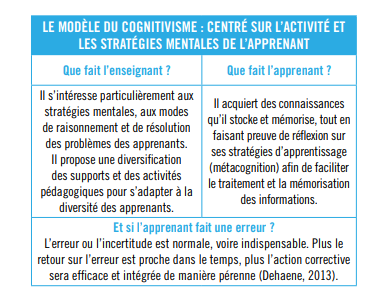 LE MODÈLE DU COGNITIVISME : CENTRÉ SUR L'ACTIVITÉ ET
LES STRATÉGIES MENTALES DE L'APPRENANT
Que fait l'enseignant ?
Il s'intéresse particulièrement aux
stratégies mentales, aux modes
de raisonnement et de résolution
des problèmes des apprenants.
Il propose une diversification
des supports et des activités
pédagogiques pour s'adapter à la
diversité des apprenants.
Que fait l'apprenant ?
Il acquiert des connaissances
qu'il stocke et mémorise, tout en
faisant preuve de réflexion sur
ses stratégies d'apprentissage
(métacognition) afin de faciliter
le traitement et la mémorisation
des informations.
Et si l'apprenant fait une erreur ?
L'erreur ou l'incertitude est normale, voire indispensable. Plus le
retour sur l'erreur est proche dans le temps, plus l'action corrective
sera efficace et intégrée de manière pérenne (Dehaene, 2013).